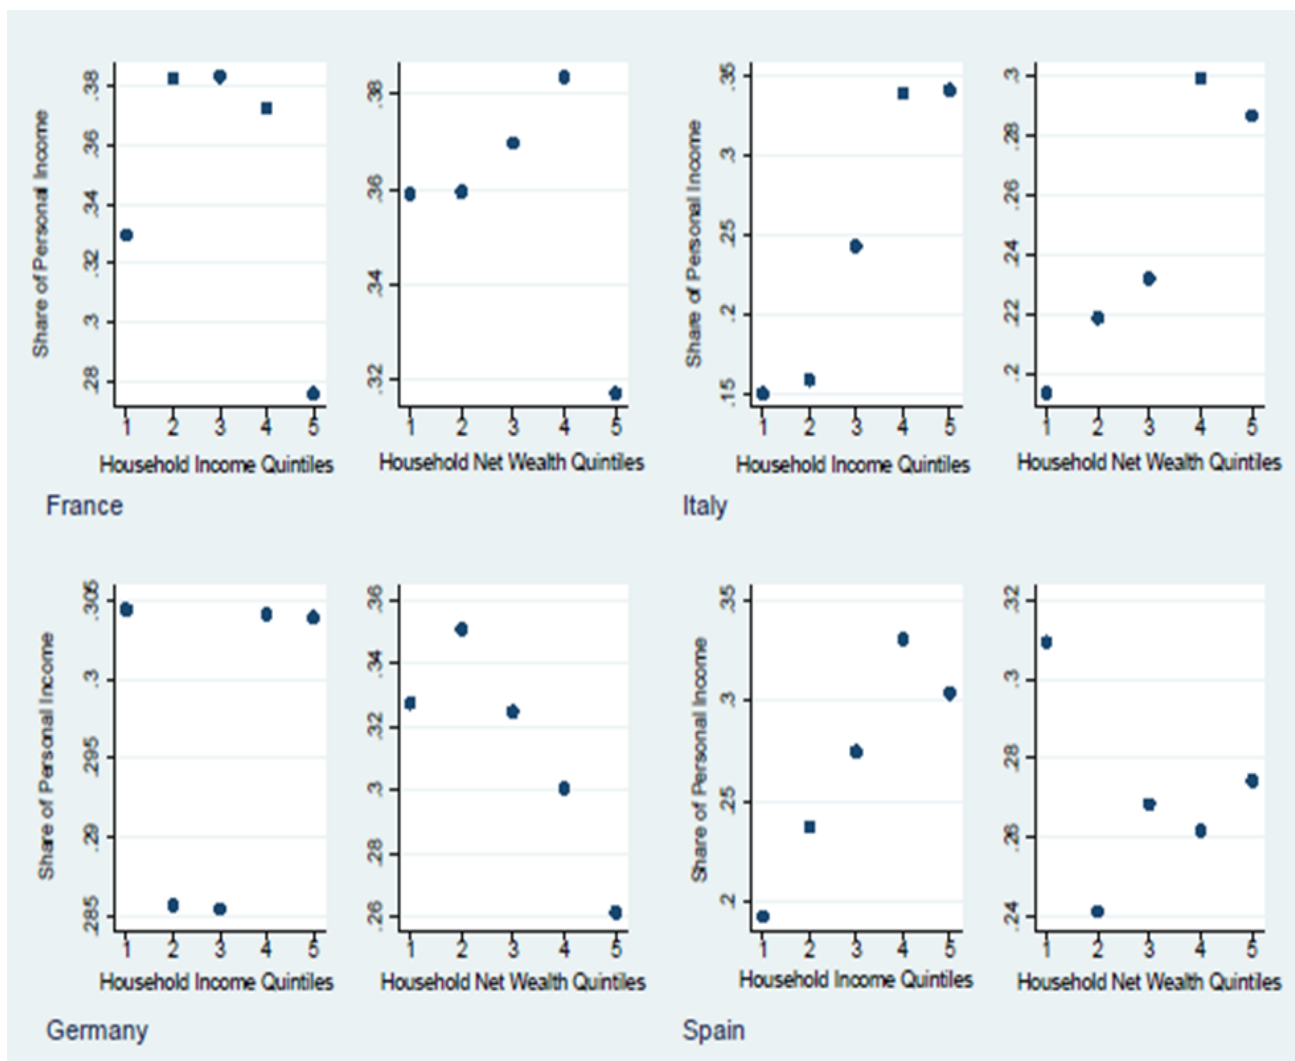 Share of Personal Income
.38
.36
.34
.32
.3
.28
1 2 3 4 5
Household Income Quintiles
.38
.36
.34
.32
1 2 3 4 5
Household Net Wealth Quintiles
France
Share of Personal Income
.35
.3
.25
.2
.15
1 2 3 4 5
Household Income Quintiles
.3
.28
.26
.24
.22
.2
1 2 3 4 5
Household Net Wealth Quintiles
Italy
Share of Personal Income
.305
.3
.295
.29
.285
1 2 3 4 5
Household Income Quintiles
.36
.34
.32
.3
.28
.26
1 2 3 4 5
Household Net Wealth Quintiles
Germany
Share of Personal Income
.35
.3
.25
.2
1 2 3 4 5
Household Income Quintiles
.32
.3
.28
.26
.24
1 2 3 4 5
Household Net Wealth Quintiles
Spain